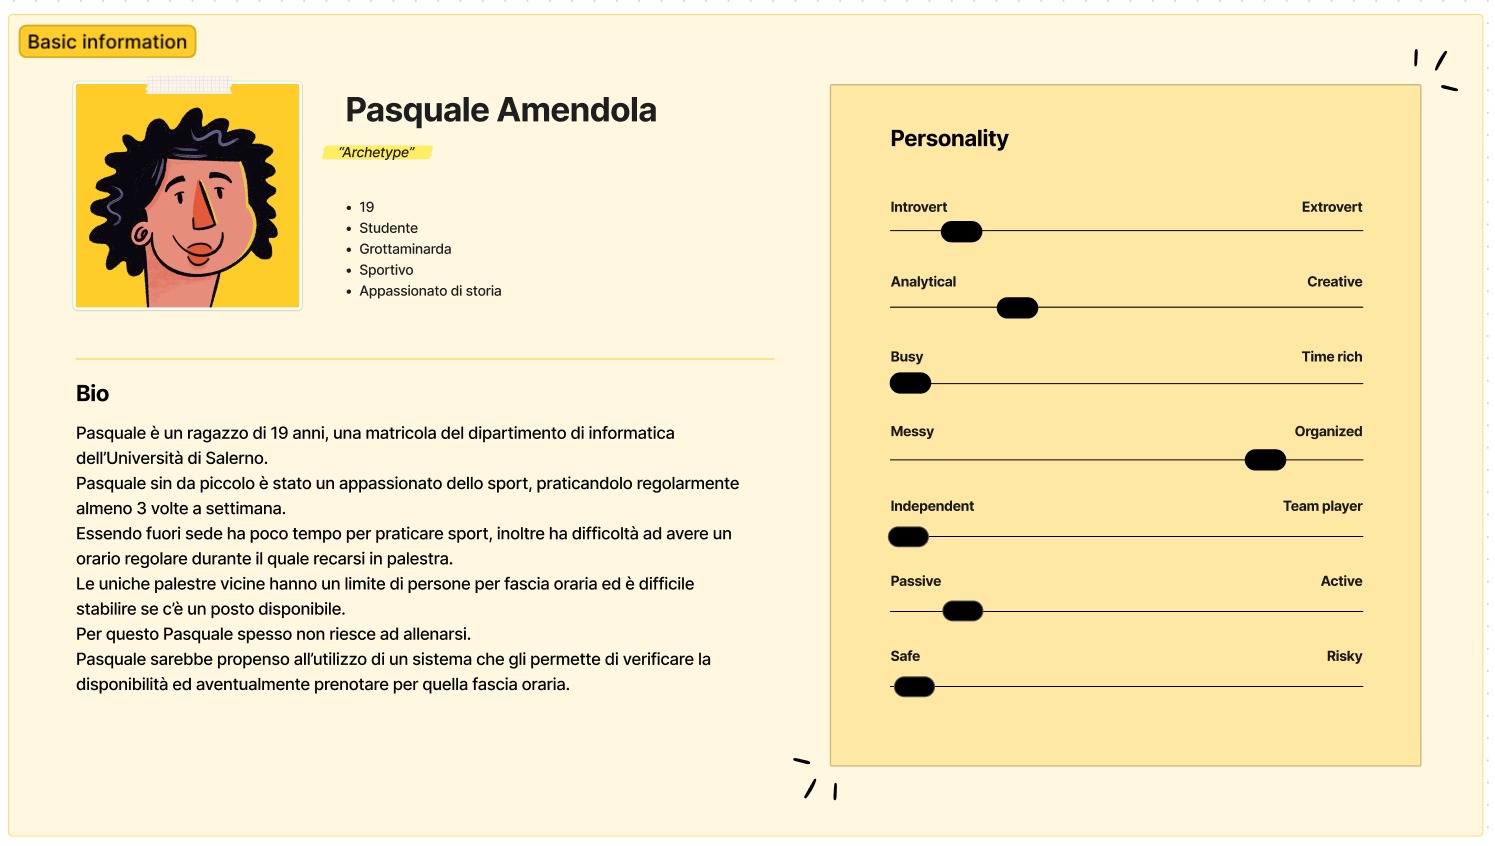 Basic information
Pasquale Amendola
“Archetype”
• 19
• Studente
• Grottaminarda
• Sportivo
• Appassionato di storia
Bio
Pasquale è un ragazzo di 19 anni, una matricola del dipartimento di informatica
dell’Università di Salerno.
Pasquale sin da piccolo è stato un appassionato dello sport, praticandolo regolarmente
almeno 3 volte a settimana.
Essendo fuori sede ha poco tempo per praticare sport, inoltre ha difficoltà ad avere un
orario regolare durante il quale recarsi in palestra.
Le uniche palestre vicine hanno un limite di persone per fascia oraria ed è difficile
stabilire se c’è un posto disponibile.
Per questo Pasquale spesso non riesce ad allenarsi.
Pasquale sarebbe propenso all’utilizzo di un sistema che gli permette di verificare la
disponibilità ed aventualmente prenotare per quella fascia oraria.
Personality
Introvert Extrovert
Analytical Creative
Busy Time rich
Messy Organized
Independent Team player
Passive Active
Safe Risky